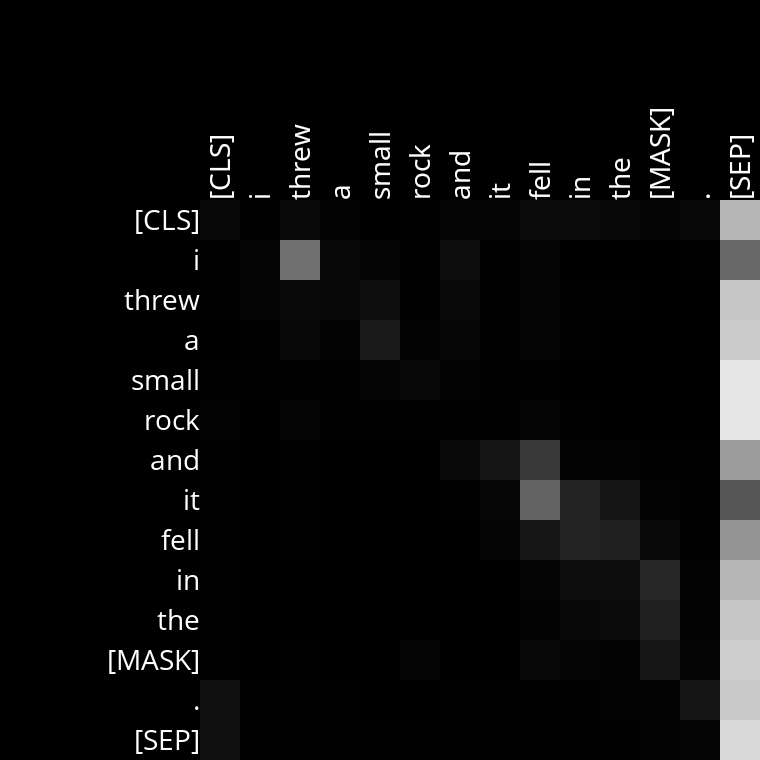 [CLS] i threw a small rock and it fell in the [MASK] . [SEP]
[CLS]
i
threw
a
small
rock
and
it
fell
in
the
[MASK]
.
[SEP]